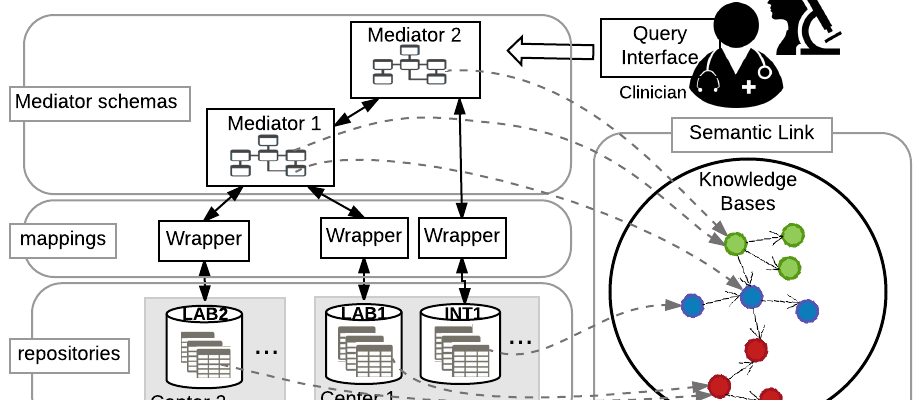 Mediator 2
Query
Interface
Clinician
Mediator schemas
Mediator 1
Semantic Link
Knowledge
Bases
mappings
Wrapper
Wrapper
Wrapper
LAB2
LAB1
INT1
repositories
...
...
Center 2
Center 1